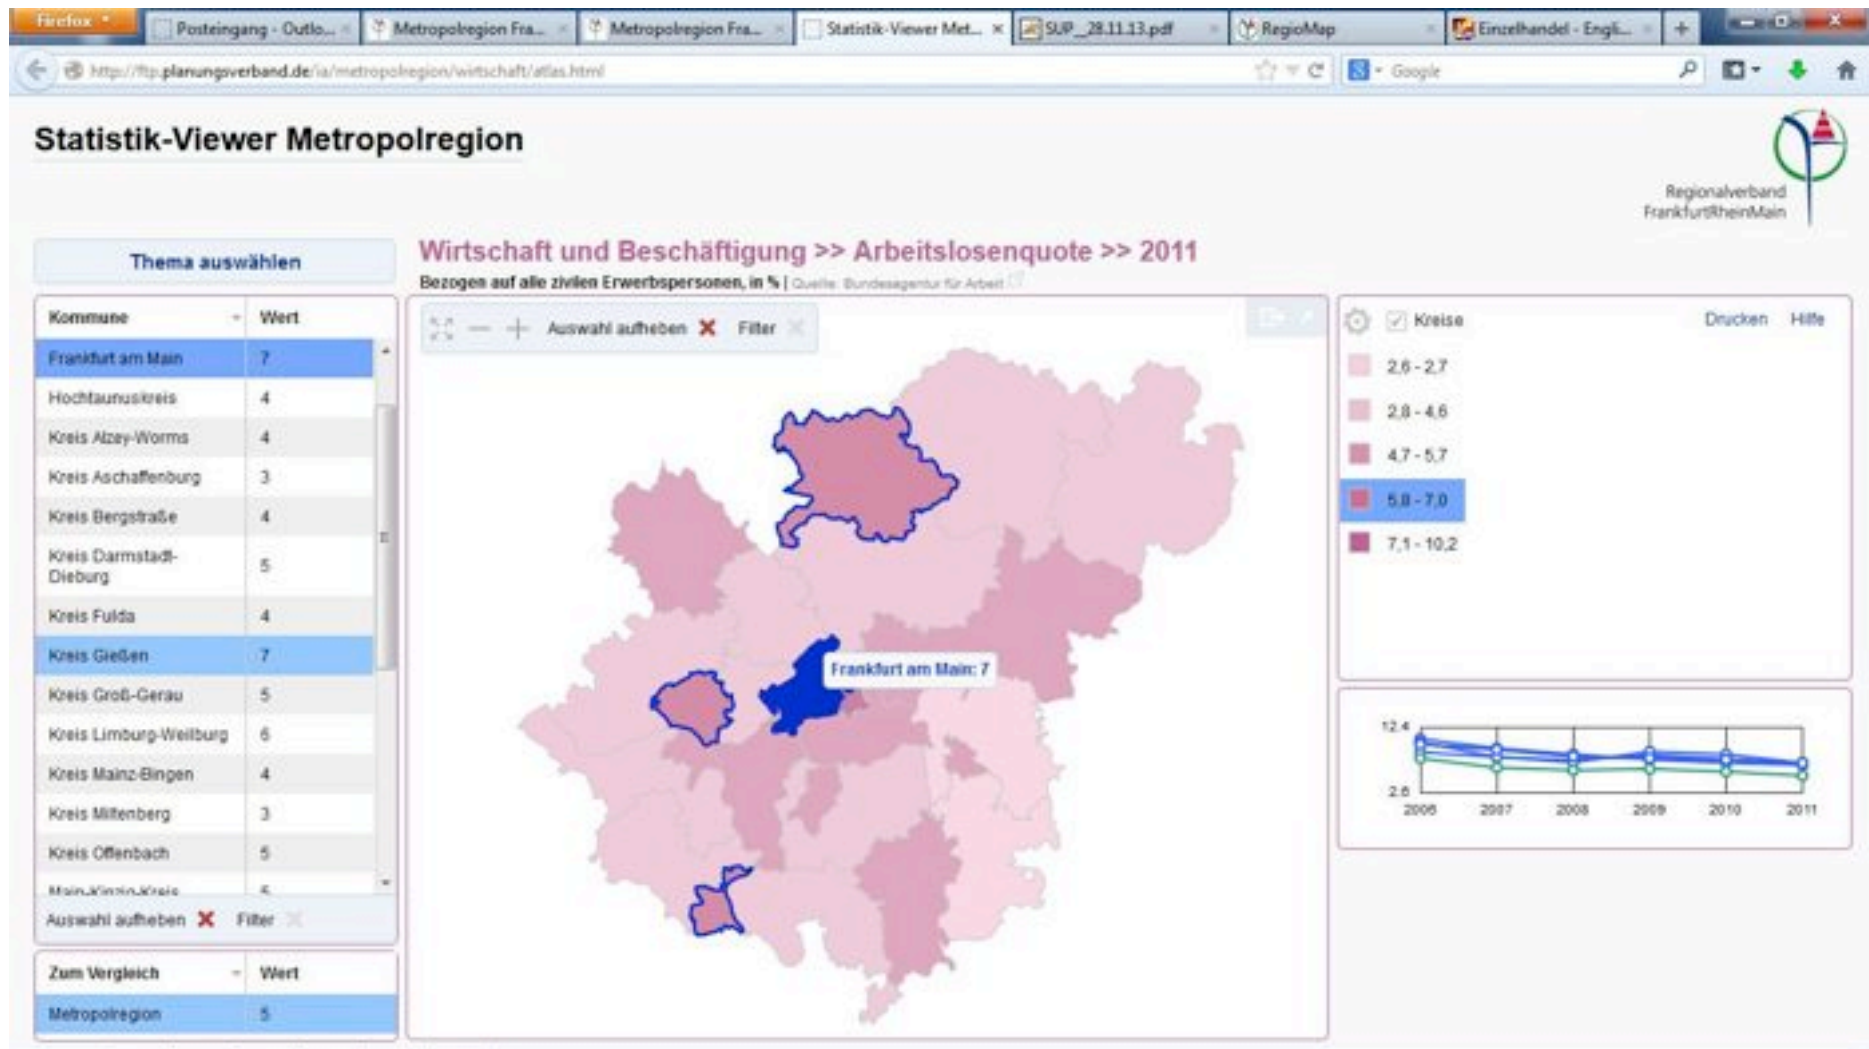 Firefox
Posteingang - Outlo...
Metropolregion Fra...
Metropolregion Fra...
Statistik-Viewer Met...
SUP_28.11.13.pdf
RegioMap
Einzelhandel - Engli...
http://ftp.planungsverband.de/ia/metropolregion/wirtschaft/atlas.html
Google
Statistik-Viewer Metropolregion
Regionalverband
FrankfurtRheinMain
Thema auswählen
Wirtschaft und Beschäftigung >> Arbeitslosenquote >> 2011
Bezogen auf alle zivilen Erwerbspersonen, in % | Quelle: Bundesagentur für Arbeit
Kommune Wert
Frankfurt am Main 7
Hochtaunuskreis 4
Kreis Alzey-Worms 4
Kreis Aschaffenburg 3
Kreis Bergstraße 4
Kreis Darmstadt-
Dieburg 5
Kreis Fulda 4
Kreis Gießen 7
Kreis Groß-Gerau 5
Kreis Limburg-Weilburg 6
Kreis Mainz-Bingen 4
Kreis Miltenberg 3
Kreis Offenbach 5
Main-Kinzig-Kreis 5
Auswahl aufheben Filter
Zum Vergleich Wert
Metropolregion 5
Auswahl aufheben Filter
Frankfurt am Main: 7
Kreise Drucken Hilfe
2,6 - 2,7
2,8 - 4,6
4,7 - 5,7
5,8 - 7,0
7,1 - 10,2
12.4
2.6
2006 2007 2008 2009 2010 2011